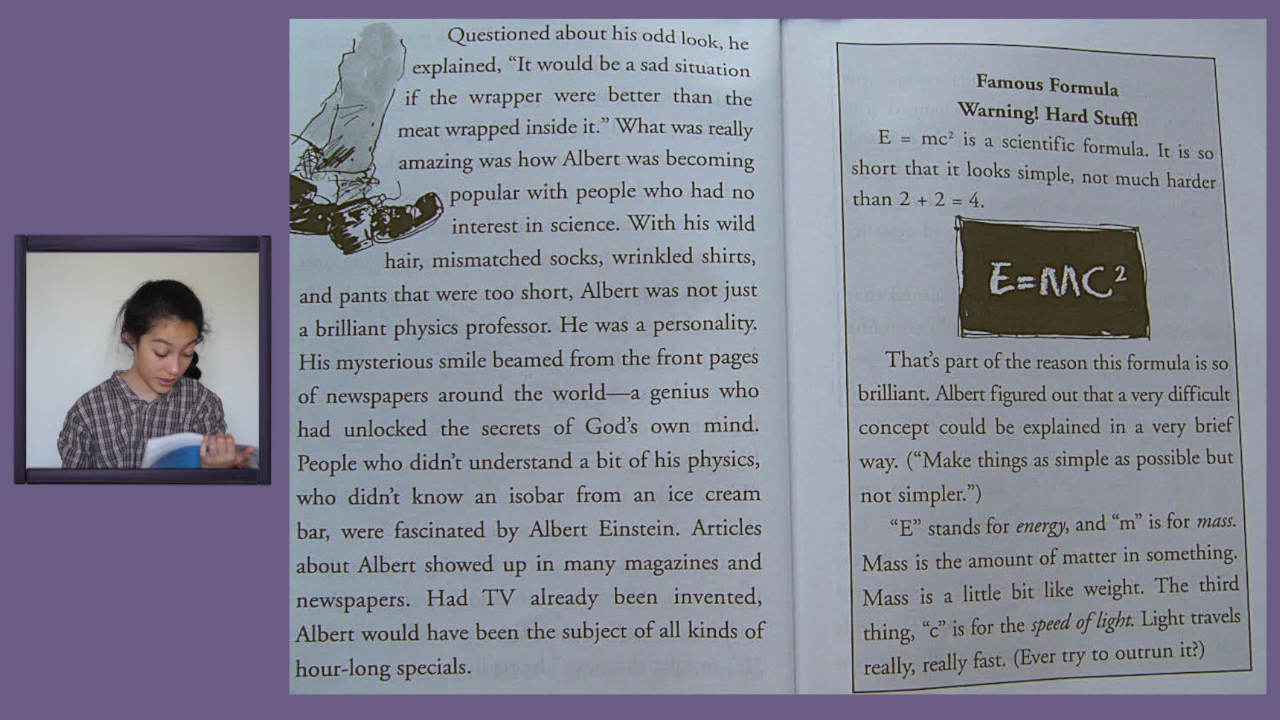 Questioned about his odd look, he
explained, “It would be a sad situation
if the wrapper were better than the
meat wrapped inside it.” What was really
amazing was how Albert was becoming
popular with people who had no
interest in science. With his wild
hair, mismatched socks, wrinkled shirts,
and pants that were too short, Albert was not just
a brilliant physics professor. He was a personality.
His mysterious smile beamed from the front pages
of newspapers around the world—a genius who
had unlocked the secrets of God’s own mind.
People who didn’t understand a bit of his physics,
who didn’t know an isobar from an ice cream
bar, were fascinated by Albert Einstein. Articles
about Albert showed up in many magazines and
newspapers. Had TV already been invented,
Albert would have been the subject of all kinds of
hour-long specials.
Famous Formula
Warning! Hard Stuff!
E = mc² is a scientific formula. It is so
short that it looks simple, not much harder
than 2 + 2 = 4.
E=MC²
That’s part of the reason this formula is so
brilliant. Albert figured out that a very difficult
concept could be explained in a very brief
way. (“Make things as simple as possible but
not simpler.”)
“E” stands for energy, and “m” is for mass.
Mass is the amount of matter in something.
Mass is a little bit like weight. The third
thing, “c” is for the speed of light. Light travels
really, really fast. (Ever try to outrun it?)